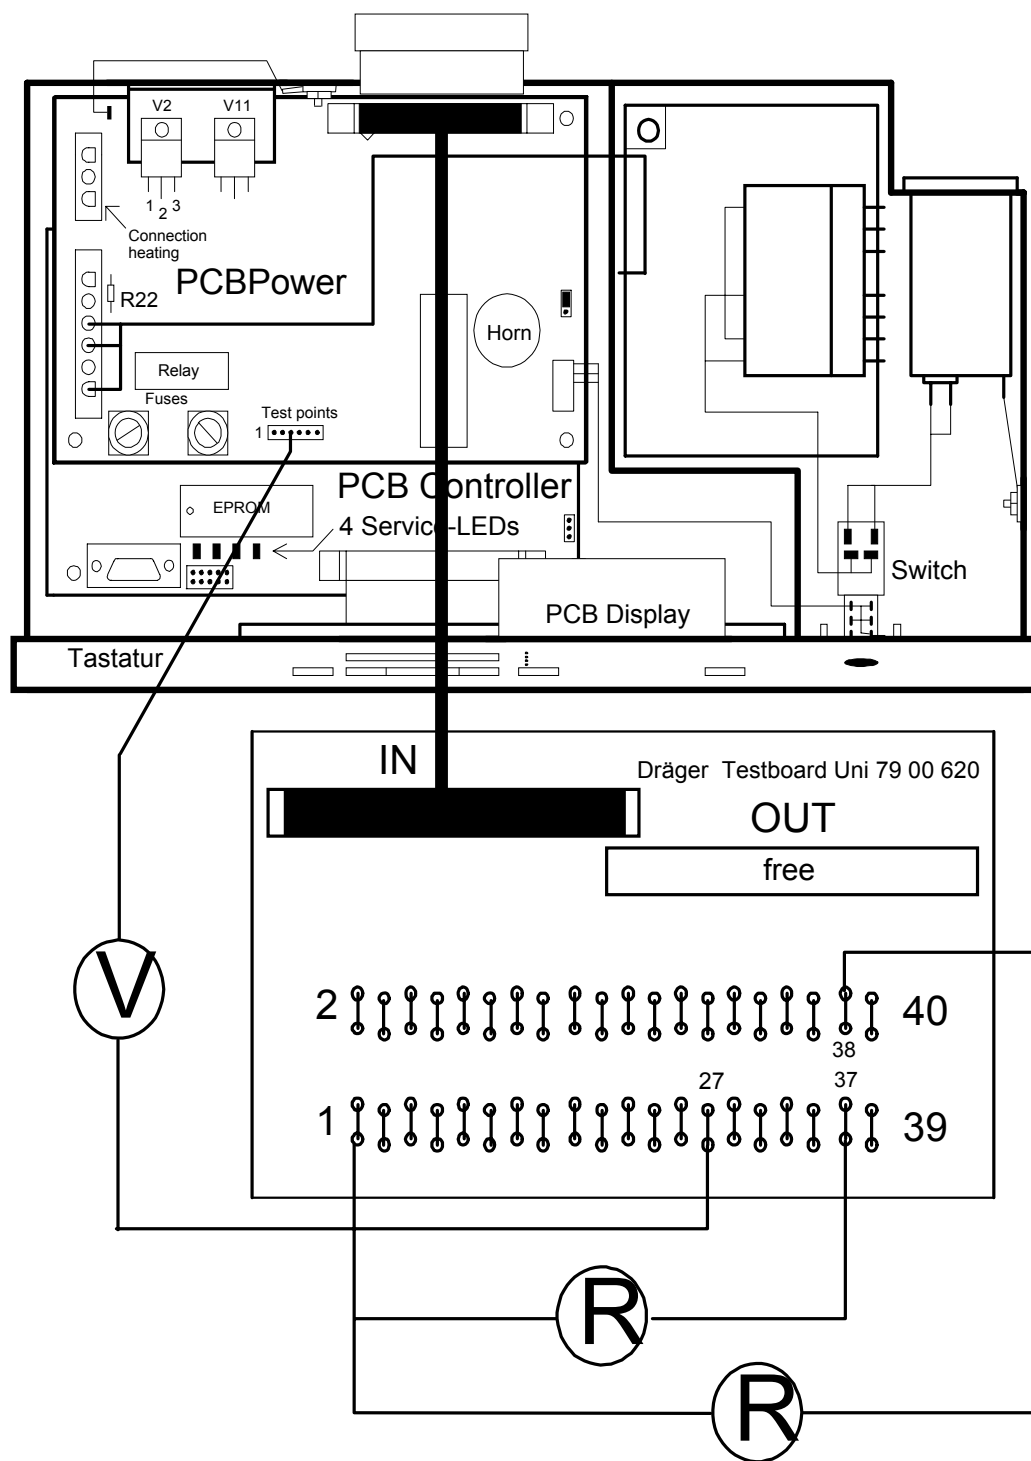 V2 V11
1 2 3
Connection
heating
PCBPower
R22
Horn
Relay
Fuses
Test points
1
PCB Controller
EPROM
4 Service-LEDs
Switch
PCB Display
Tastatur
IN
Dräger Testboard Uni 79 00 620
OUT
free
V
2 40
38
27 37
1 39
R
R